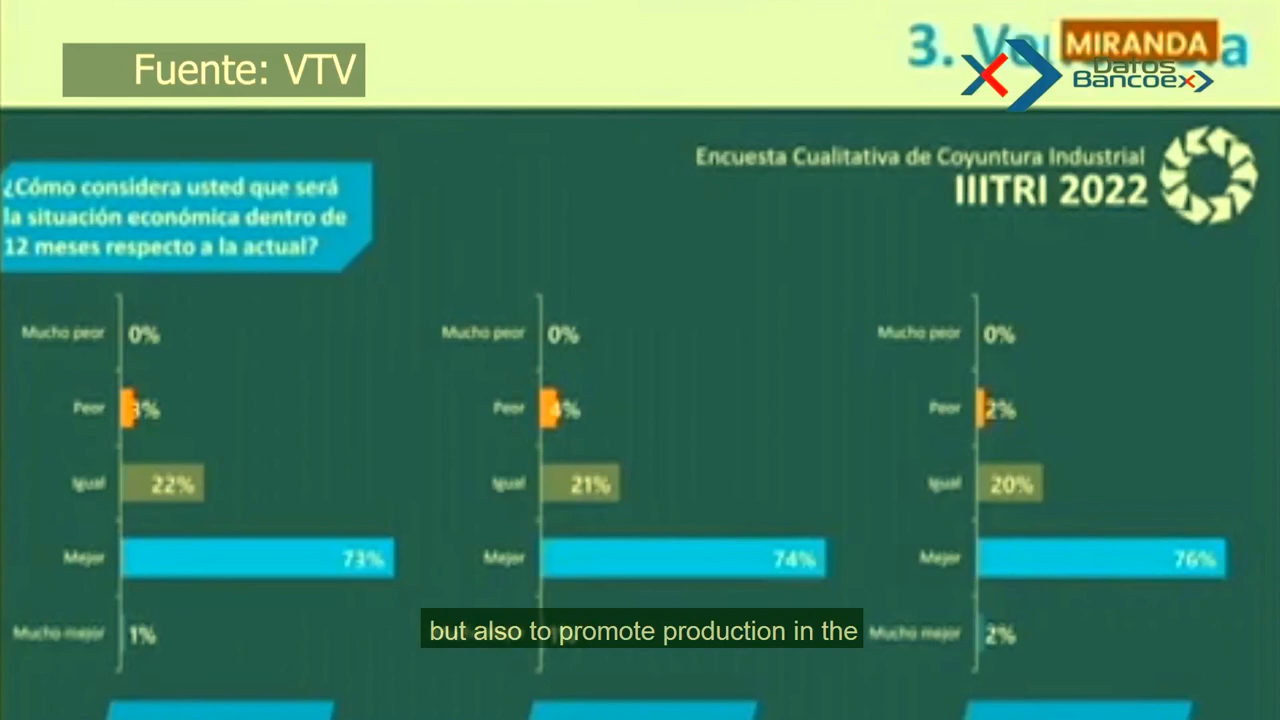 Fuente: VTV
3.
MIRANDA
Datos
Bancoex
¿Cómo considera usted que será
la situación económica dentro de
12 meses respecto a la actual?
Encuesta Cualitativa de Coyuntura Industrial
IIITRI 2022
Mucho peor 0%
Peor 3%
Igual 22%
Mejor 73%
Mucho mejor 1%
Mucho peor 0%
Peor 4%
Igual 21%
Mejor 74%
Mucho peor 0%
Peor 2%
Igual 20%
Mejor 76%
Mucho mejor 2%
but also to promote production in the